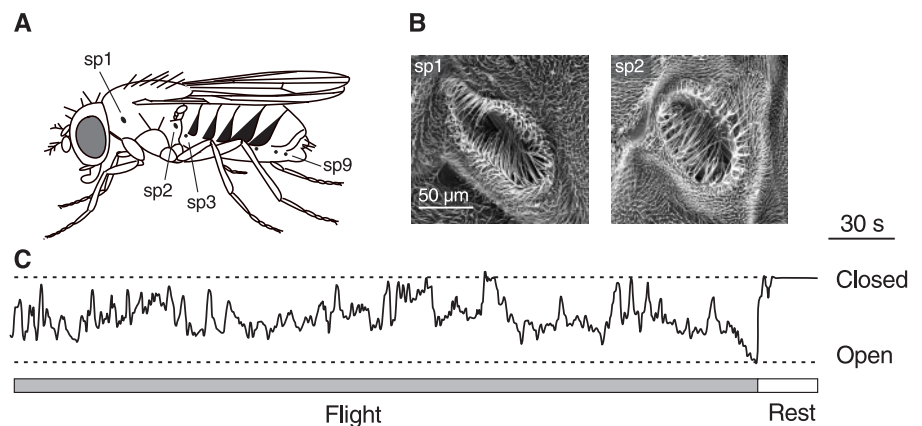 A
sp1
sp2
sp3
sp9
B
sp1
sp2
50 µm
30 s
C
Closed
Open
Flight
Rest